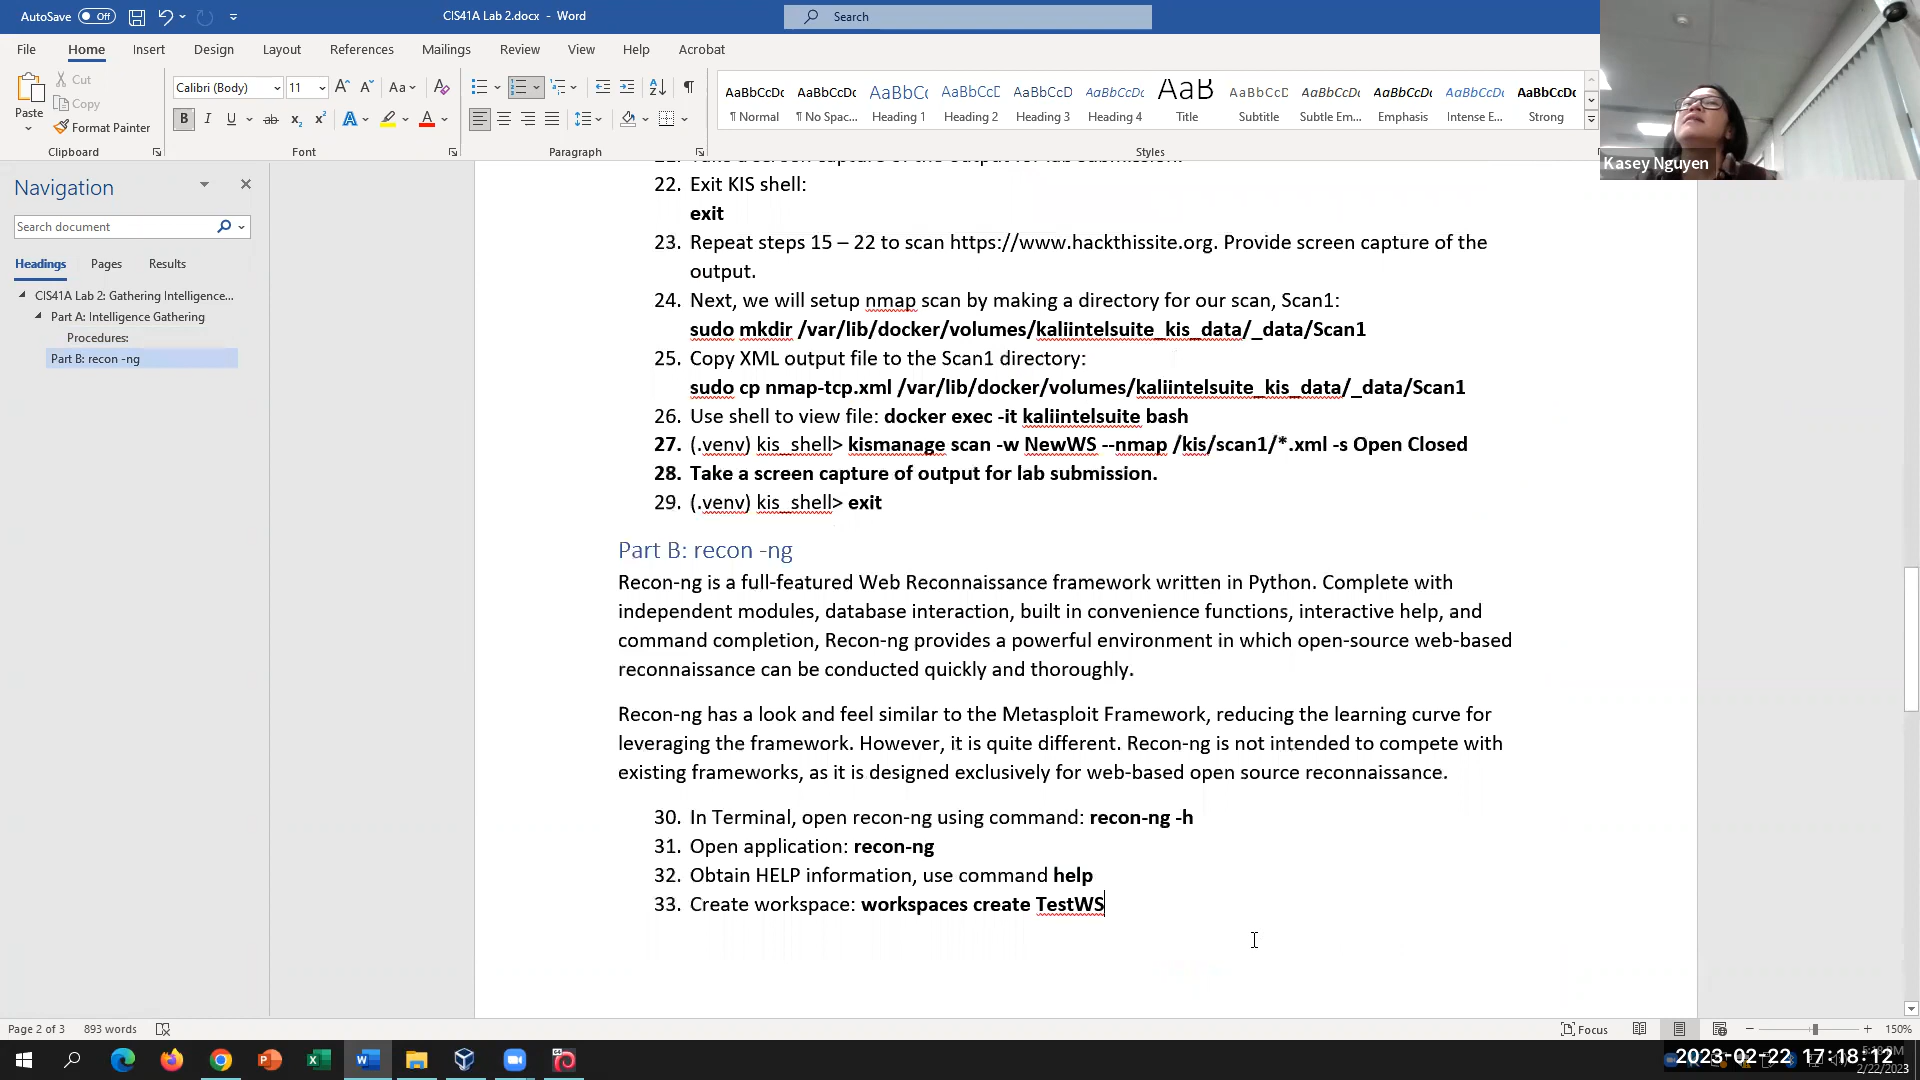 AutoSave Off CIS41A Lab 2.docx - Word Search
File Home Insert Design Layout References Mailings Review View Help Acrobat
Paste Cut Copy Format Painter
Calibri (Body) 11
AaBbCcDc AaBbCcDc AaBbCc AaBbCcD AaBbCcD AaBbCcDc AaB AaBbCcD AaBbCcDc AaBbCcDc AaBbCcDc AaBbCcDc
¶ Normal ¶ No Spac... Heading 1 Heading 2 Heading 3 Heading 4 Title Subtitle Subtle Em... Emphasis Intense E... Strong
Clipboard Font Paragraph Styles
Kasey Nguyen
Navigation
Search document
Headings Pages Results
CIS41A Lab 2: Gathering Intelligence...
Part A: Intelligence Gathering
Procedures:
Part B: recon -ng
22. Exit KIS shell:
exit
23. Repeat steps 15 – 22 to scan https://www.hackthissite.org. Provide screen capture of the
output.
24. Next, we will setup nmap scan by making a directory for our scan, Scan1:
sudo mkdir /var/lib/docker/volumes/kaliintelsuite_kis_data/_data/Scan1
25. Copy XML output file to the Scan1 directory:
sudo cp nmap-tcp.xml /var/lib/docker/volumes/kaliintelsuite_kis_data/_data/Scan1
26. Use shell to view file: docker exec -it kaliintelsuite bash
27. (.venv) kis_shell> kismanage scan -w NewWS --nmap /kis/scan1/*.xml -s Open Closed
28. Take a screen capture of output for lab submission.
29. (.venv) kis_shell> exit
Part B: recon -ng
Recon-ng is a full-featured Web Reconnaissance framework written in Python. Complete with
independent modules, database interaction, built in convenience functions, interactive help, and
command completion, Recon-ng provides a powerful environment in which open-source web-based
reconnaissance can be conducted quickly and thoroughly.
Recon-ng has a look and feel similar to the Metasploit Framework, reducing the learning curve for
leveraging the framework. However, it is quite different. Recon-ng is not intended to compete with
existing frameworks, as it is designed exclusively for web-based open source reconnaissance.
30. In Terminal, open recon-ng using command: recon-ng -h
31. Open application: recon-ng
32. Obtain HELP information, use command help
33. Create workspace: workspaces create TestWS
Page 2 of 3 893 words Focus 150%
2023-02-22 17:18:12
2/22/2023